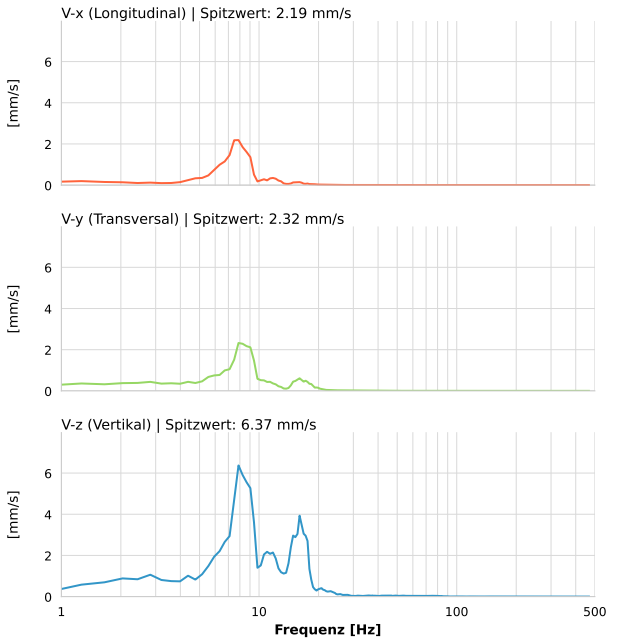 V-x (Longitudinal) | Spitzwert: 2.19 mm/s
[mm/s]
6
4
2
0
V-y (Transversal) | Spitzwert: 2.32 mm/s
[mm/s]
6
4
2
0
V-z (Vertikal) | Spitzwert: 6.37 mm/s
[mm/s]
6
4
2
0
1 10 100 500
Frequenz [Hz]